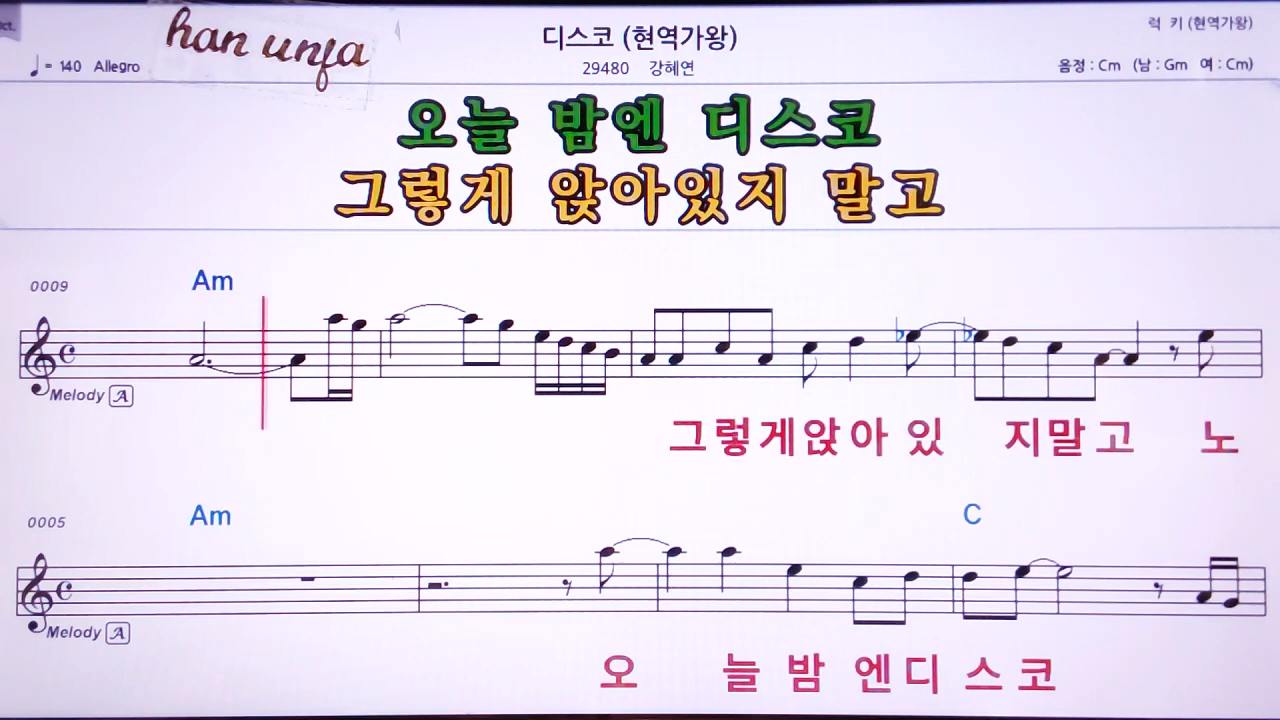 ct.
han unja
디스코 (현역가왕)
럭 키 (현역가왕)
♩= 140 Allegro
29480 강혜연
음정 : Cm (남 : Gm 여 : Cm)
오늘 밤엔 디스코
그렇게 앉아있지 말고
0009
Am
Melody A
그렇게앉아 있 지말고 노
0005
Am
C
Melody A
오 늘 밤 엔디 스 코